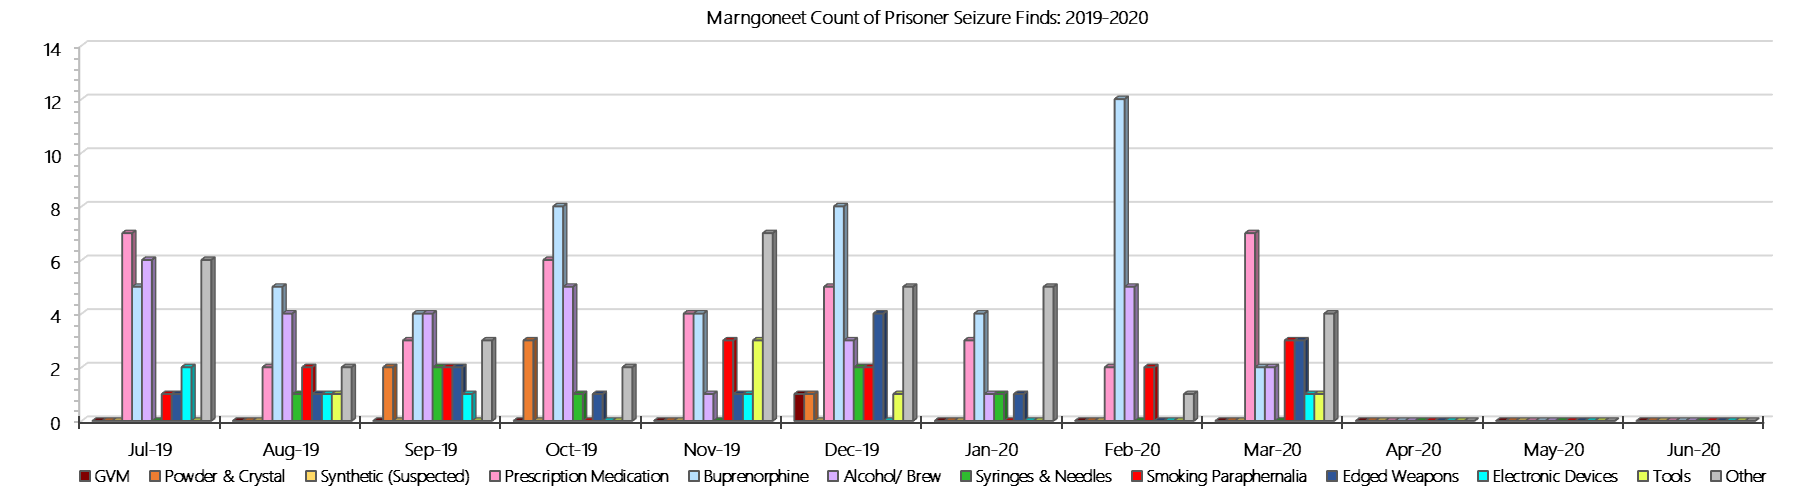 Marngoneet Count of Prisoner Seizure Finds: 2019-2020
14
12
10
8
6
4
2
0
Jul-19 Aug-19 Sep-19 Oct-19 Nov-19 Dec-19 Jan-20 Feb-20 Mar-20 Apr-20 May-20 Jun-20
GVM Powder & Crystal Synthetic (Suspected) Prescription Medication Buprenorphine Alcohol/ Brew Syringes & Needles Smoking Paraphernalia Edged Weapons Electronic Devices Tools Other